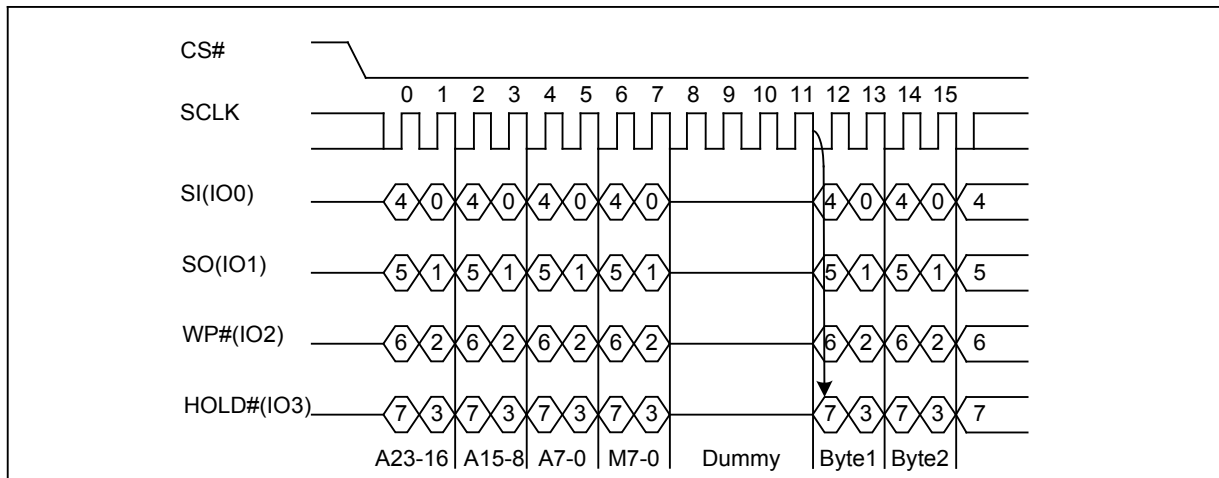 CS#
0 1 2 3 4 5 6 7 8 9 10 11 12 13 14 15
SCLK
SI(IO0) 4 0 4 0 4 0 4 0 4 0 4 0 4
SO(IO1) 5 1 5 1 5 1 5 1 5 1 5 1 5
WP#(IO2) 6 2 6 2 6 2 6 2 6 2 6 2 6
HOLD#(IO3) 7 3 7 3 7 3 7 3 7 3 7 3 7
A23-16 A15-8 A7-0 M7-0 Dummy Byte1 Byte2